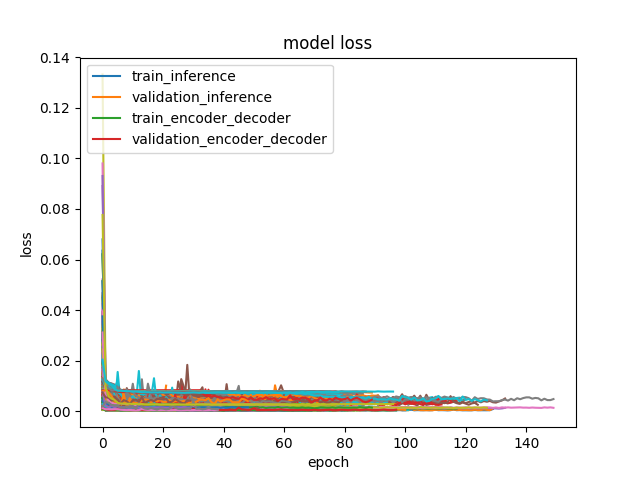 model loss
0.14
0.12
0.10
0.08
0.06
0.04
0.02
0.00
loss
train_inference
validation_inference
train_encoder_decoder
validation_encoder_decoder
0 20 40 60 80 100 120 140
epoch